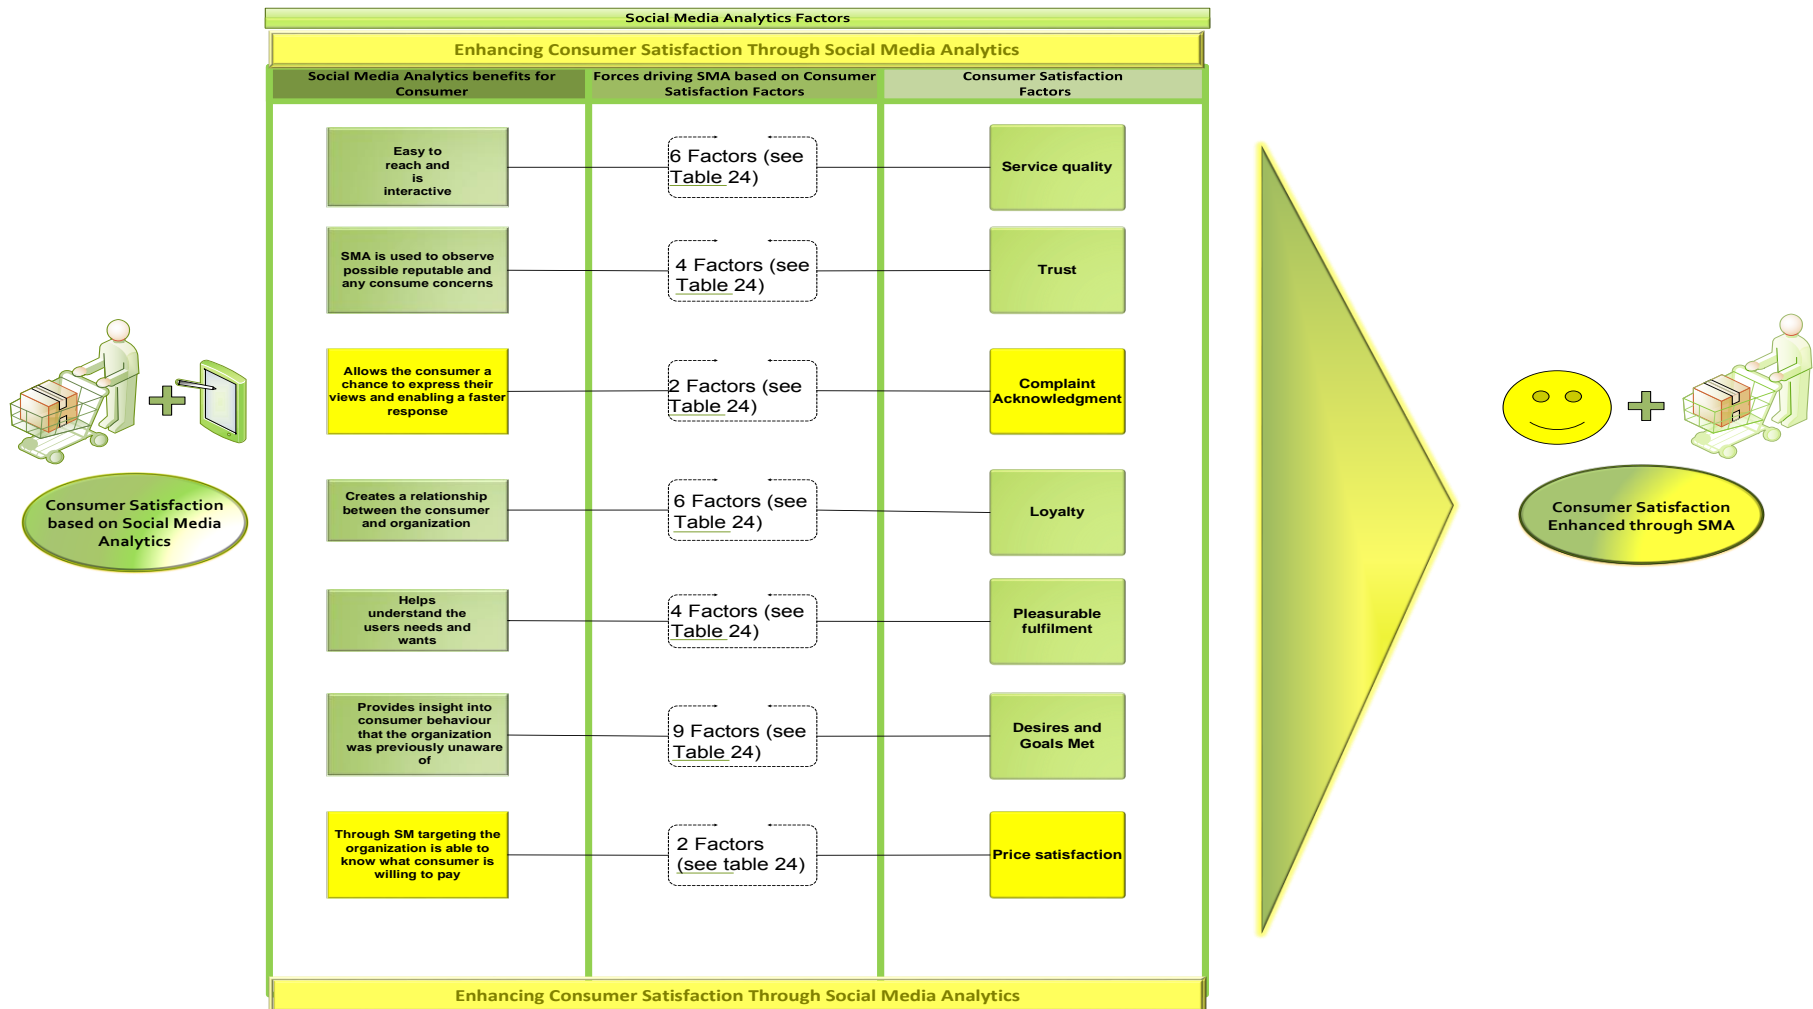 Social Media Analytics Factors
Enhancing Consumer Satisfaction Through Social Media Analytics
Social Media Analytics benefits for
Consumer
Forces driving SMA based on Consumer
Satisfaction Factors
Consumer Satisfaction
Factors
Easy to
reach and
is
interactive
6 Factors (see
Table 24)
Service quality
SMA is used to observe
possible reputable and
any consume concerns
4 Factors (see
Table 24)
Trust
Allows the consumer a
chance to express their
views and enabling a faster
response
2 Factors (see
Table 24)
Complaint
Acknowledgment
Creates a relationship
between the consumer
and organization
6 Factors (see
Table 24)
Loyalty
Helps
understand the
users needs and
wants
4 Factors (see
Table 24)
Pleasurable
fulfilment
Provides insight into
consumer behaviour
that the organization
was previously unaware
of
9 Factors (see
Table 24)
Desires and
Goals Met
Through SM targeting the
organization is able to
know what consumer is
willing to pay
2 Factors
(see table 24)
Price satisfaction
Enhancing Consumer Satisfaction Through Social Media Analytics
Consumer Satisfaction
based on Social Media
Analytics
Consumer Satisfaction
Enhanced through SMA